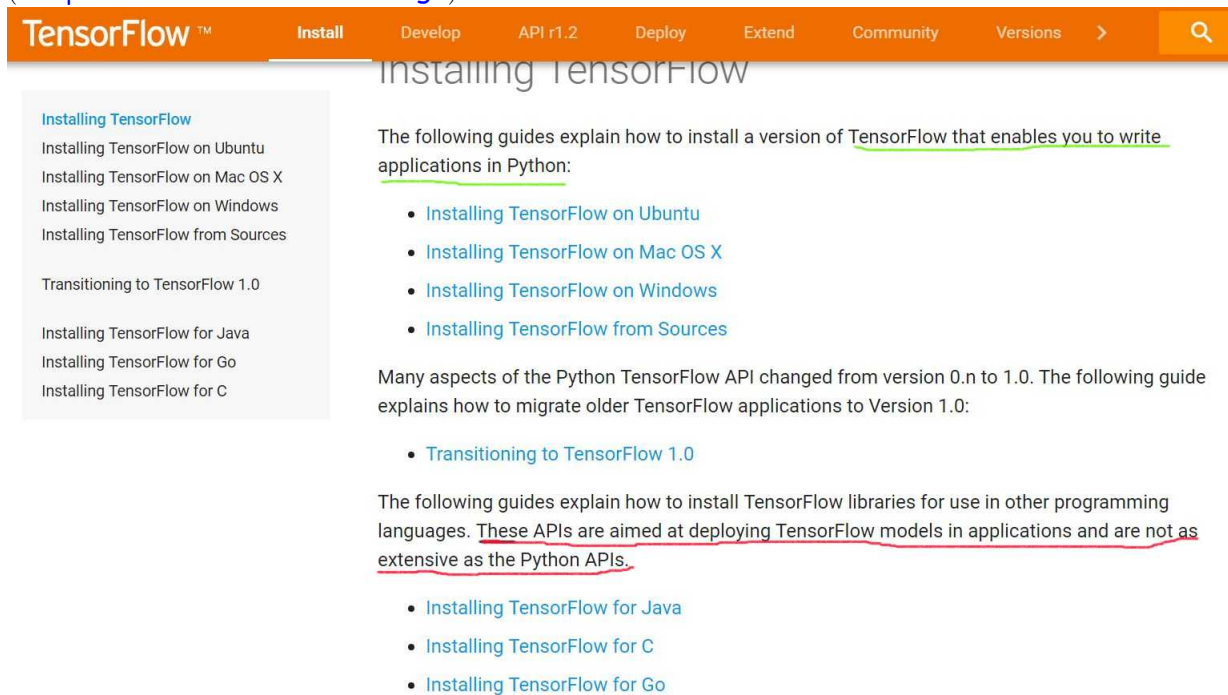 TensorFlow ™ Install Develop API r1.2 Deploy Extend Community Versions >
Installing TensorFlow
Installing TensorFlow
Installing TensorFlow on Ubuntu
Installing TensorFlow on Mac OS X
Installing TensorFlow on Windows
Installing TensorFlow from Sources
Transitioning to TensorFlow 1.0
Installing TensorFlow for Java
Installing TensorFlow for Go
Installing TensorFlow for C
The following guides explain how to install a version of TensorFlow that enables you to write
applications in Python:
• Installing TensorFlow on Ubuntu
• Installing TensorFlow on Mac OS X
• Installing TensorFlow on Windows
• Installing TensorFlow from Sources
Many aspects of the Python TensorFlow API changed from version 0.n to 1.0. The following guide
explains how to migrate older TensorFlow applications to Version 1.0:
• Transitioning to TensorFlow 1.0
The following guides explain how to install TensorFlow libraries for use in other programming
languages. These APIs are aimed at deploying TensorFlow models in applications and are not as
extensive as the Python APIs.
• Installing TensorFlow for Java
• Installing TensorFlow for C
• Installing TensorFlow for Go